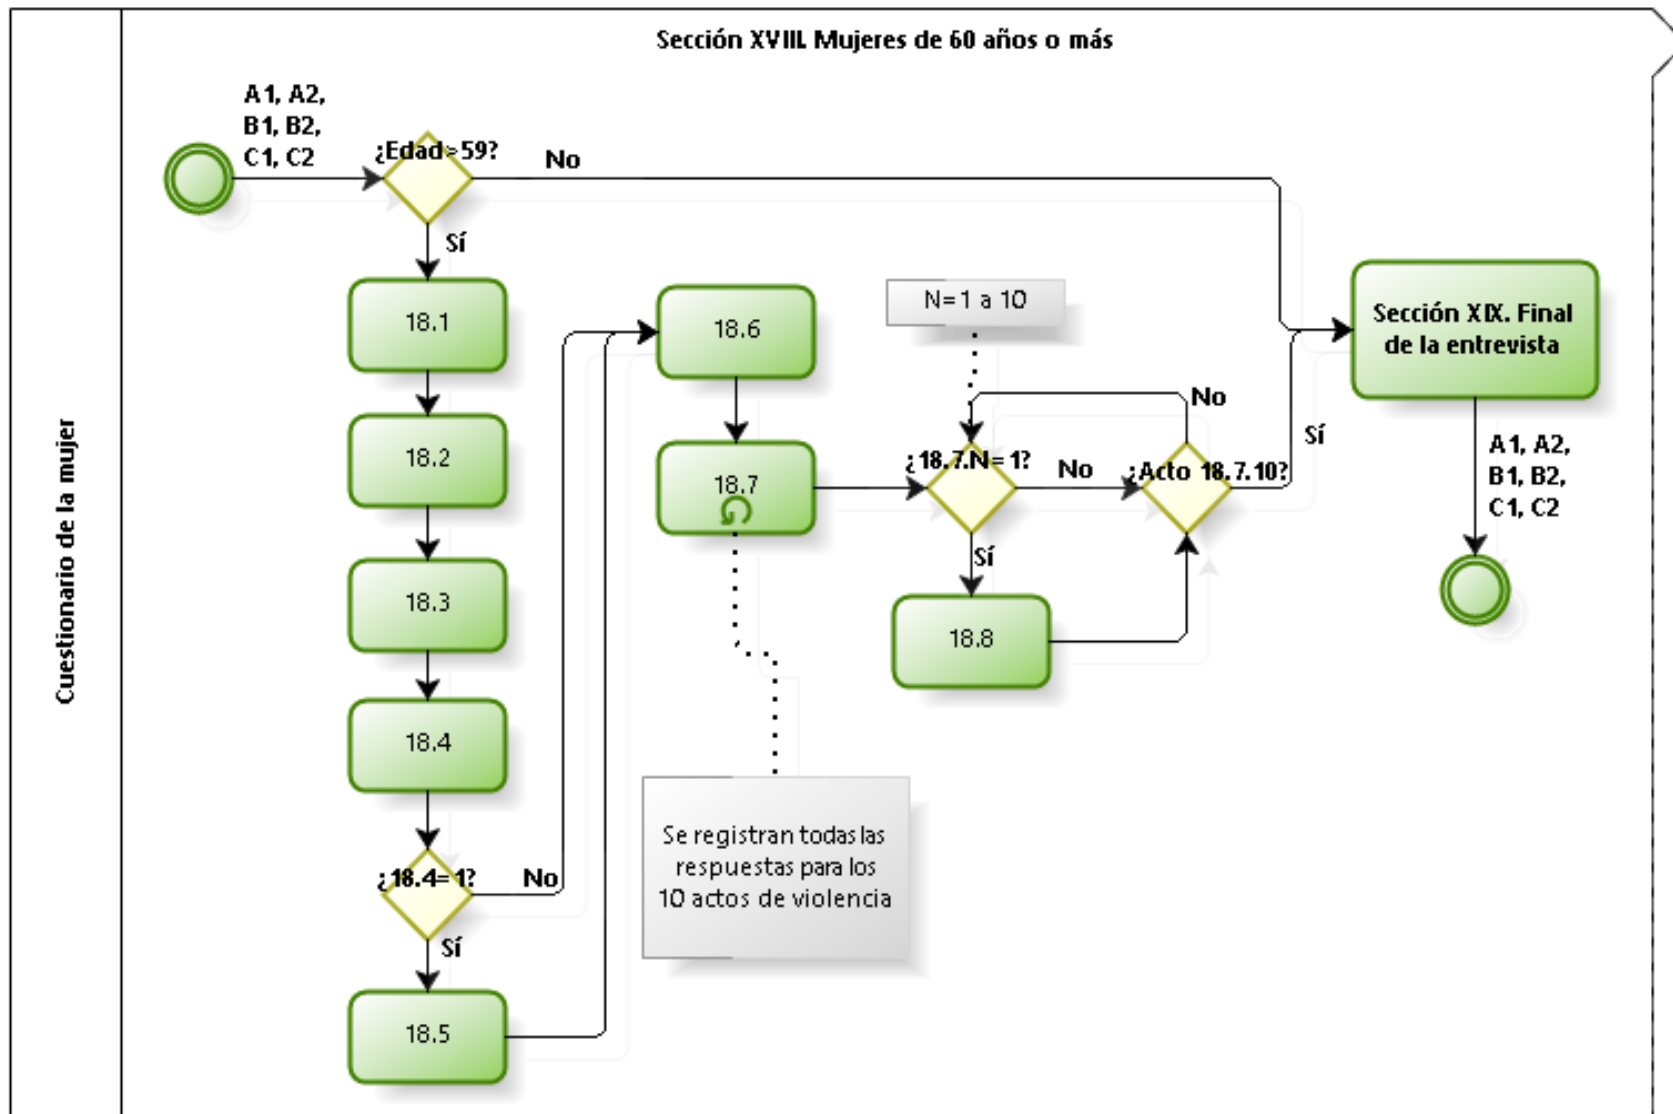 Sección XVIII. Mujeres de 60 años o más
Cuestionario de la mujer
A1, A2,
B1, B2,
C1, C2
¿Edad>59?
No
Sí
18.1
18.2
18.3
18.4
¿18.4=1?
No
Sí
18.5
18.6
18.7
Se registran todas las
respuestas para los
10 actos de violencia
N=1 a 10
¿18.7.N=1?
No
Sí
18.8
¿Acto 18.7.10?
No
Sí
Sección XIX. Final
de la entrevista
A1, A2,
B1, B2,
C1, C2